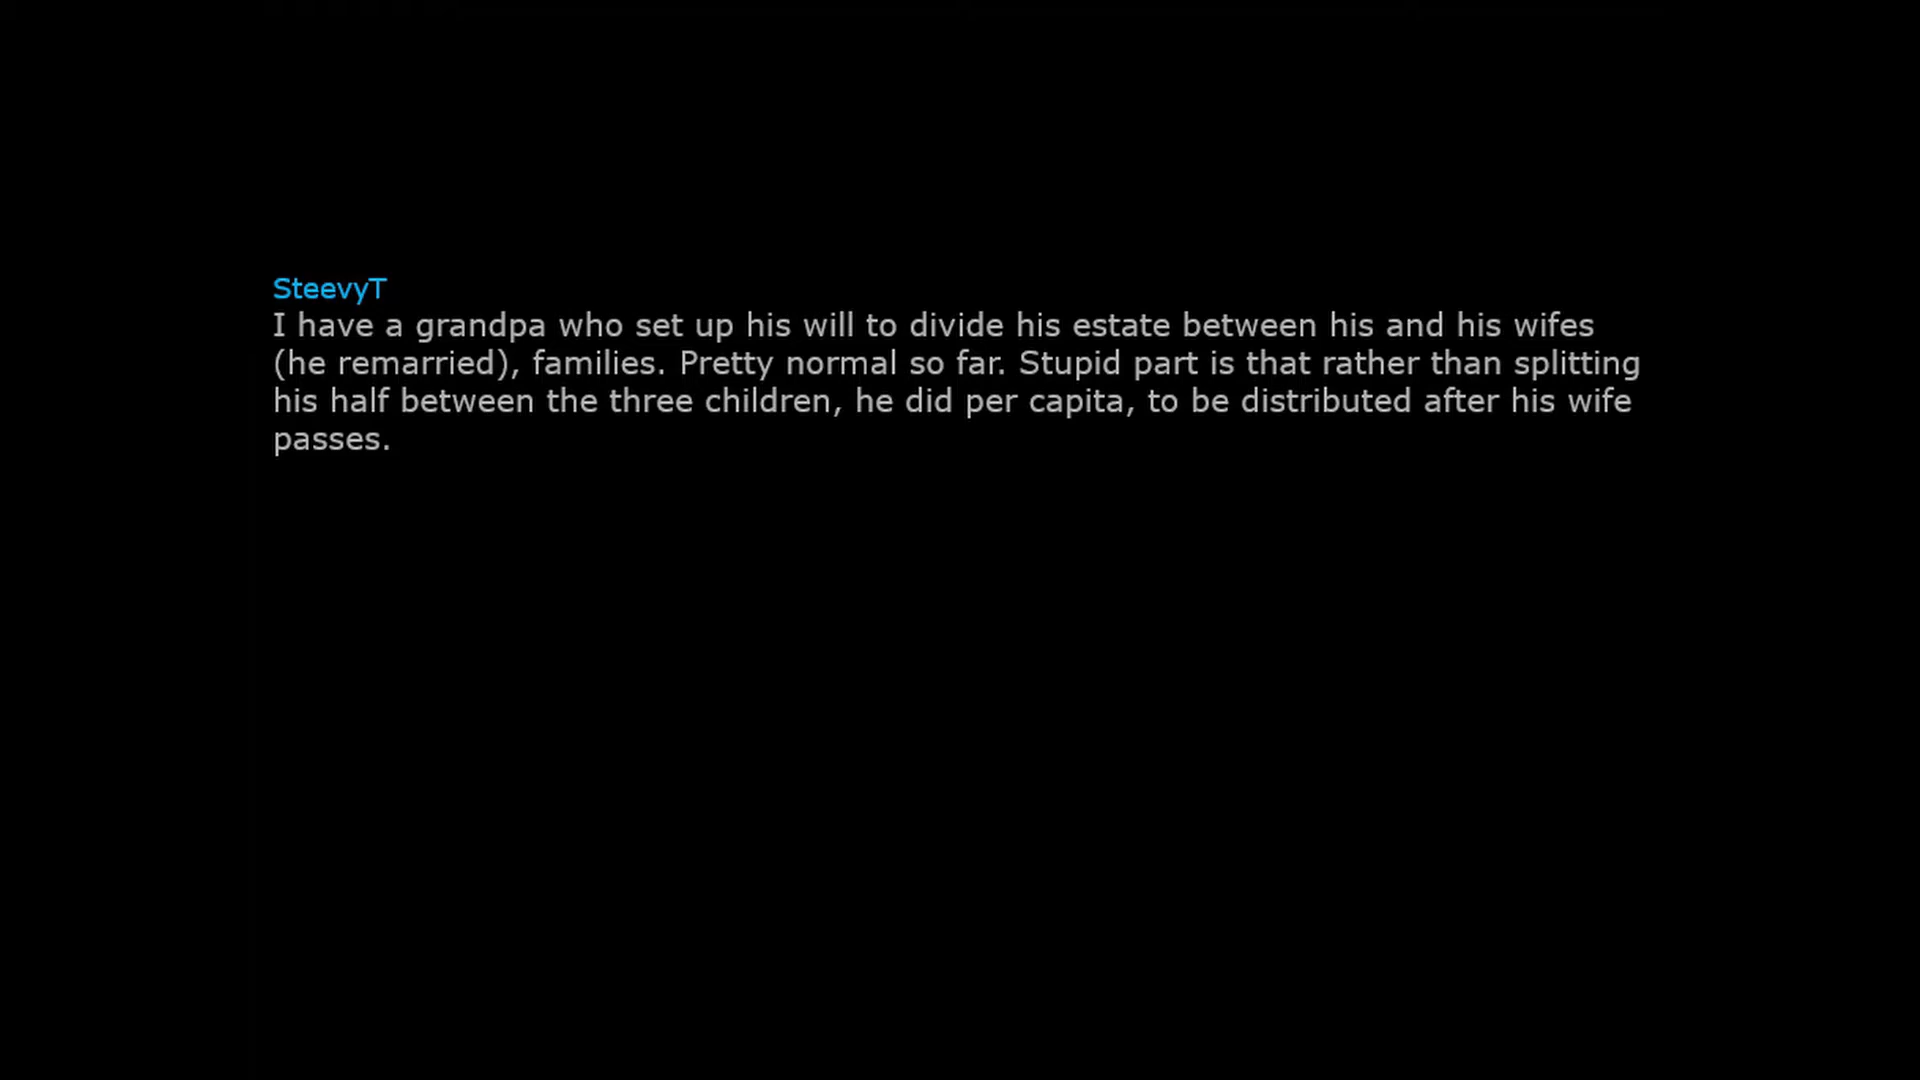 SteevyT
I have a grandpa who set up his will to divide his estate between his and his wifes
(he remarried), families. Pretty normal so far. Stupid part is that rather than splitting
his half between the three children, he did per capita, to be distributed after his wife
passes.